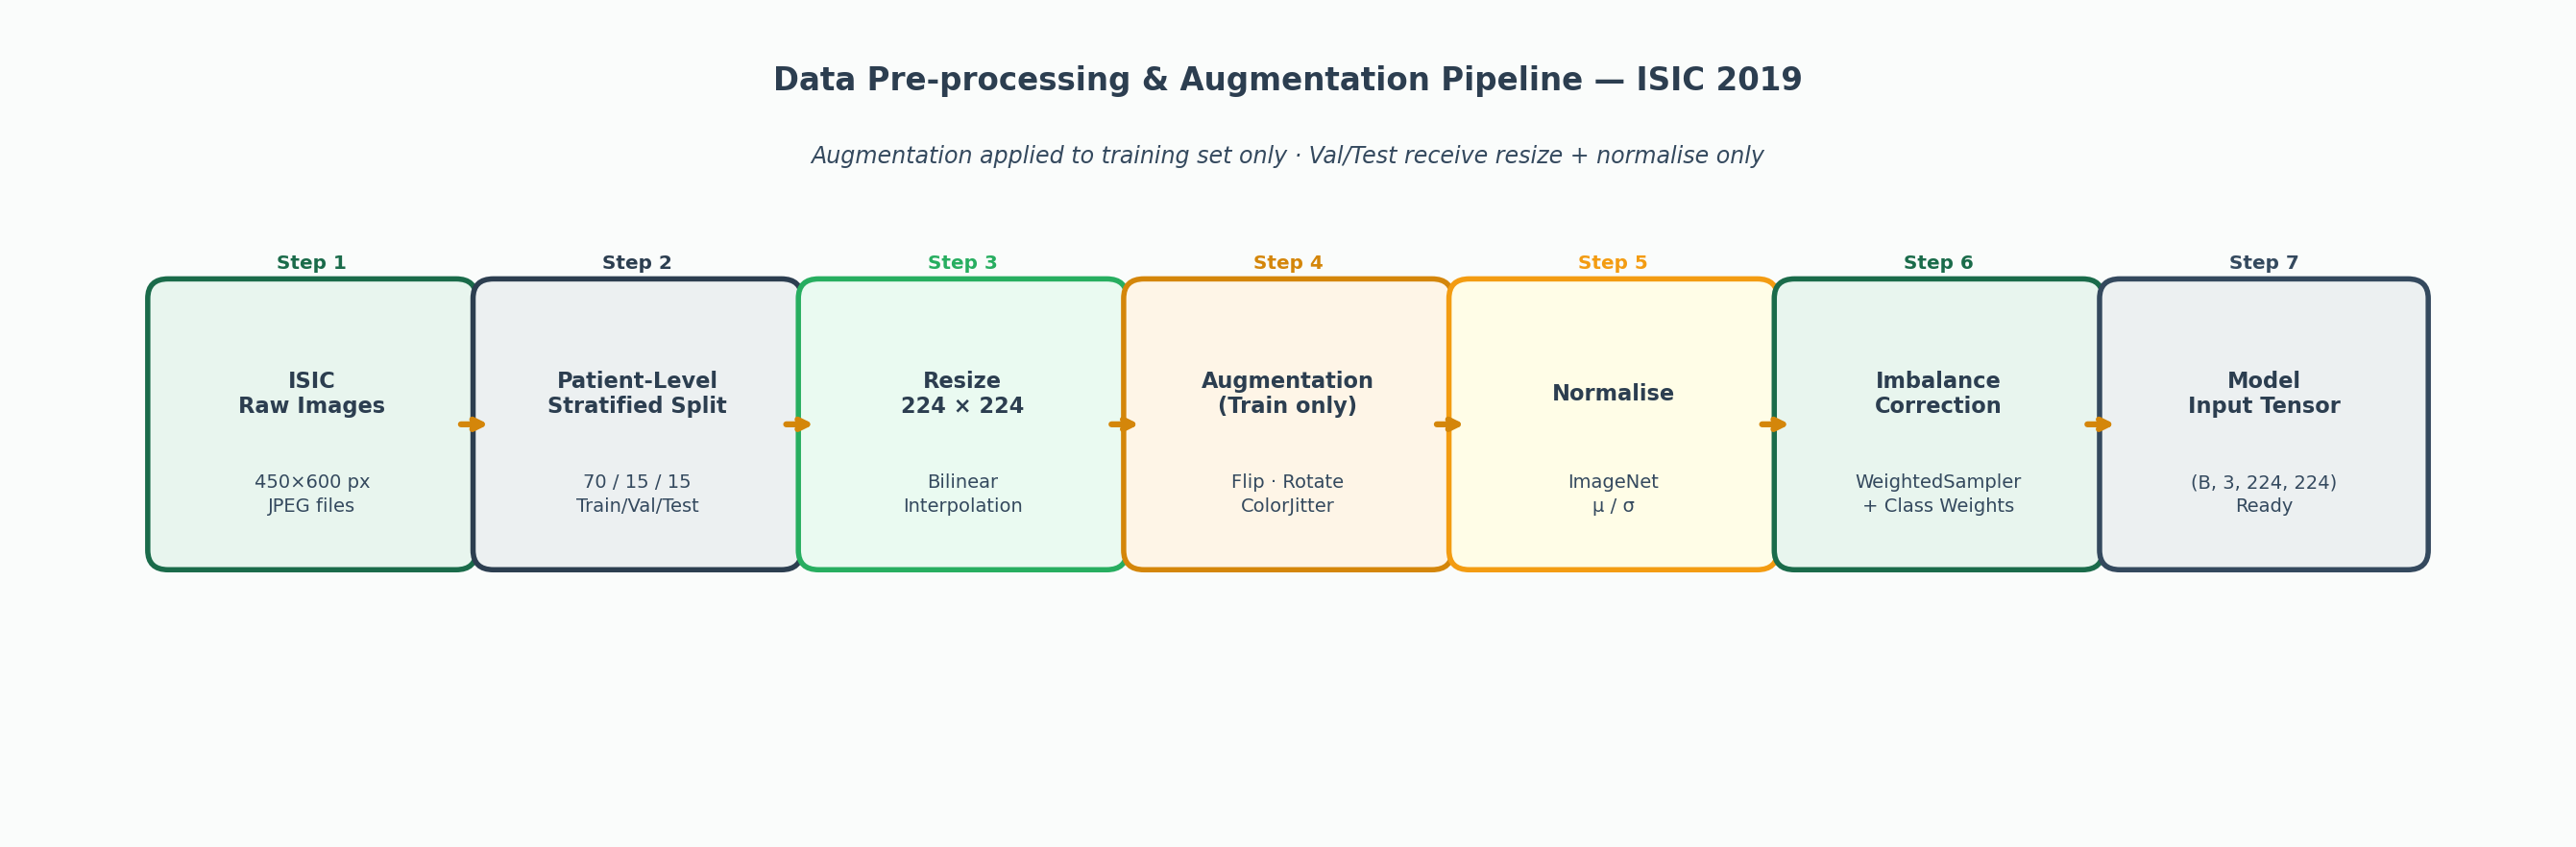 Data Pre-processing & Augmentation Pipeline — ISIC 2019
Augmentation applied to training set only · Val/Test receive resize + normalise only
Step 1
ISIC
Raw Images
450×600 px
JPEG files
Step 2
Patient-Level
Stratified Split
70 / 15 / 15
Train/Val/Test
Step 3
Resize
224 × 224
Bilinear
Interpolation
Step 4
Augmentation
(Train only)
Flip · Rotate
ColorJitter
Step 5
Normalise
ImageNet
μ / σ
Step 6
Imbalance
Correction
WeightedSampler
+ Class Weights
Step 7
Model
Input Tensor
(B, 3, 224, 224)
Ready